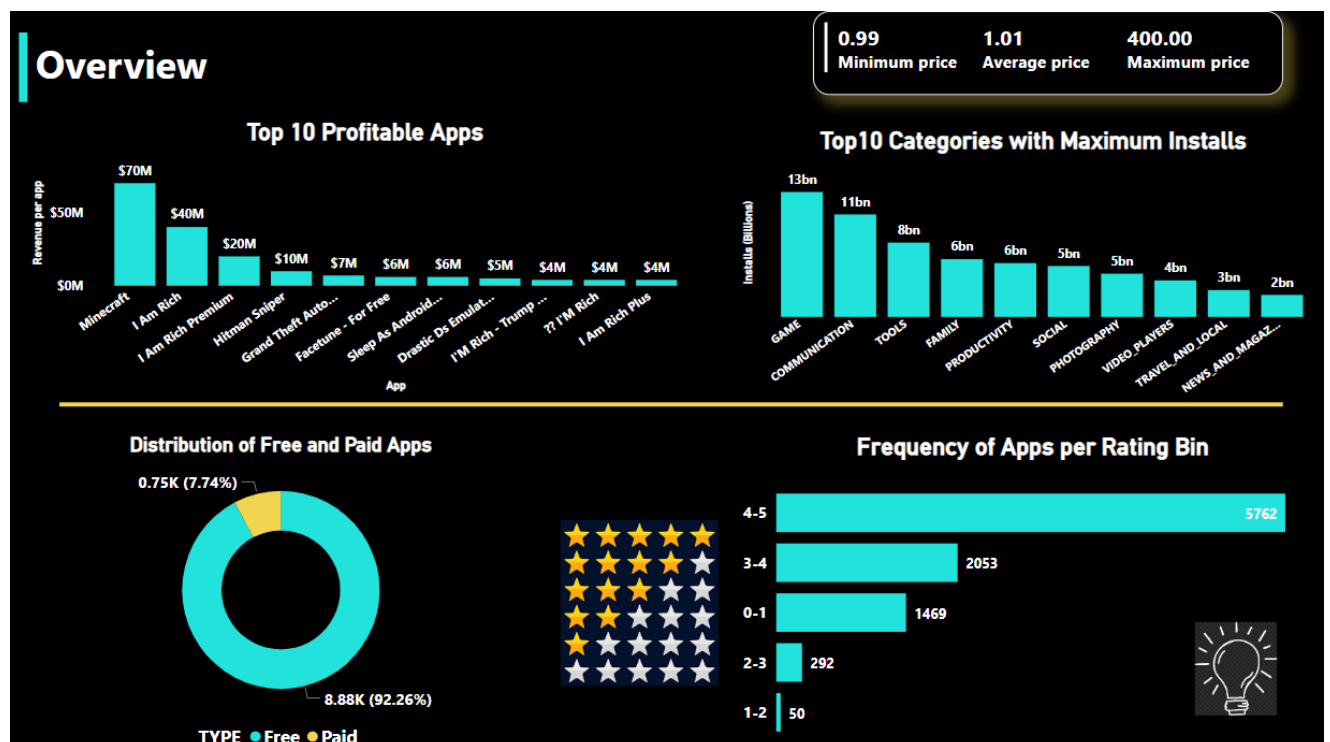 Overview
0.99
Minimum price
1.01
Average price
400.00
Maximum price
Top 10 Profitable Apps
Revenue per app
$50M
$0M
$70M
$40M
$20M
$10M
$7M
$6M
$6M
$5M
$4M
$4M
$4M
Minecraft
I Am Rich
I Am Rich Premium
Hitman Sniper
Grand Theft Auto...
Facetune - For Free
Sleep As Android...
Drastic Ds Emulat...
I'M Rich - Trump ...
?? I'M Rich
I Am Rich Plus
App
Top10 Categories with Maximum Installs
Installs (Billions)
13bn
11bn
8bn
6bn
6bn
5bn
5bn
4bn
3bn
2bn
GAME
COMMUNICATION
TOOLS
FAMILY
PRODUCTIVITY
SOCIAL
PHOTOGRAPHY
VIDEO_PLAYERS
TRAVEL_AND_LOCAL
NEWS_AND_MAGAZ...
Distribution of Free and Paid Apps
0.75K (7.74%)
8.88K (92.26%)
TYPE Free Paid
Frequency of Apps per Rating Bin
4-5 5762
3-4 2053
0-1 1469
2-3 292
1-2 50